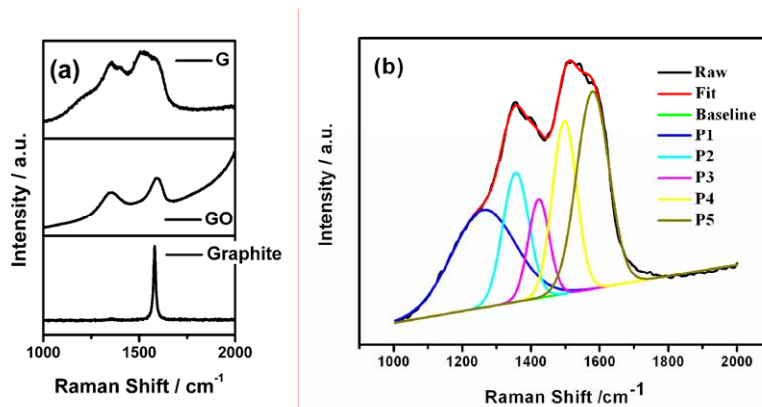 (a)
G
GO
Graphite
Intensity / a.u.
1000 1500 2000
Raman Shift / cm-1
(b)
Raw
Fit
Baseline
P1
P2
P3
P4
P5
Intensity / a.u.
1000 1200 1400 1600 1800 2000
Raman Shift /cm-1